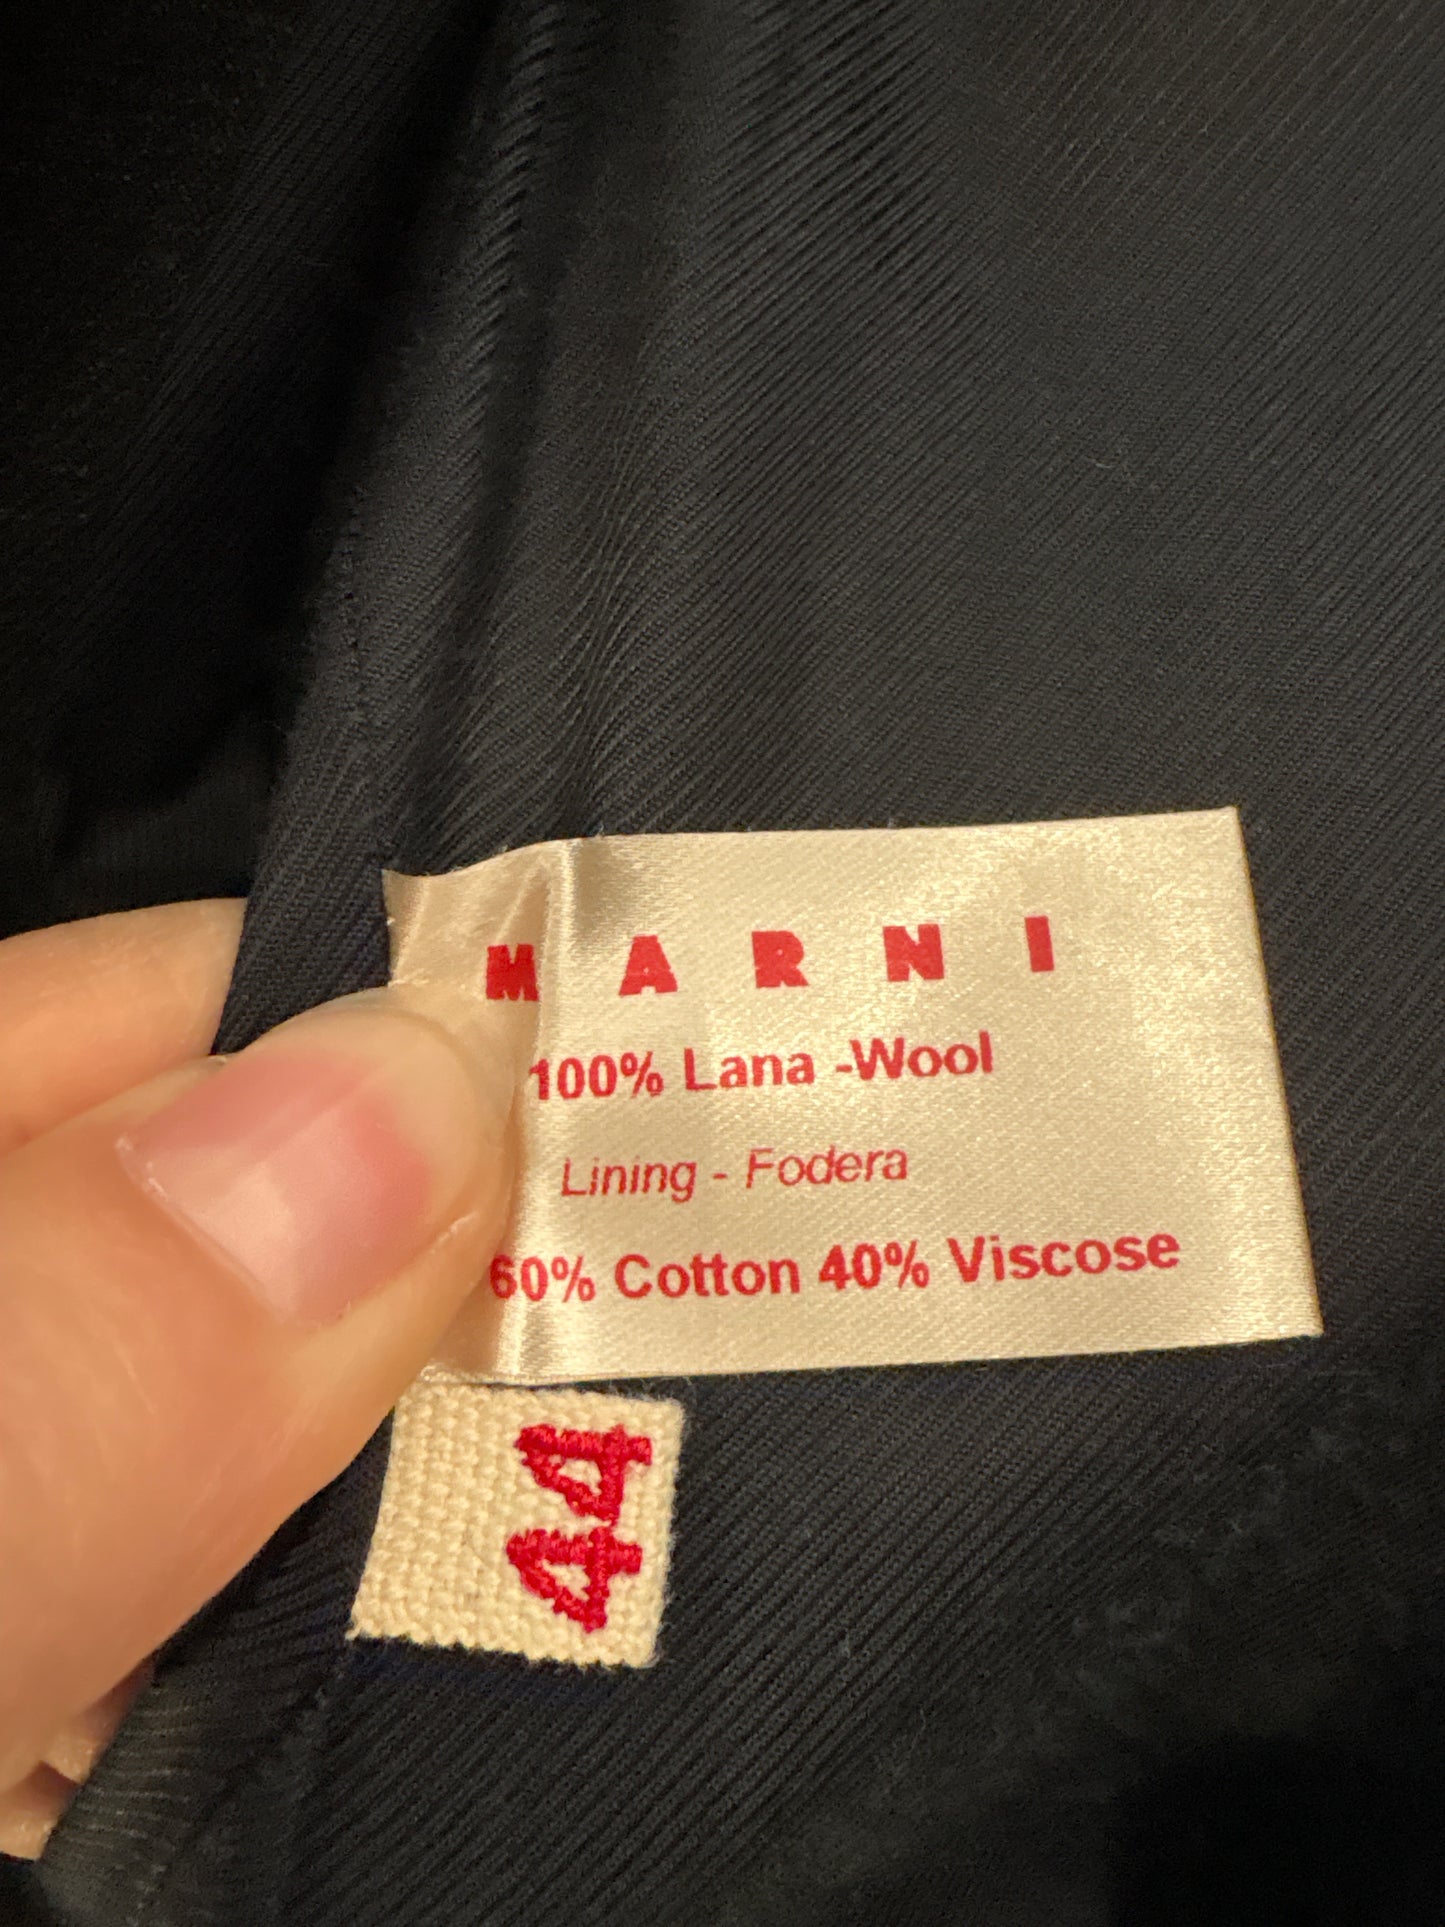 MARNI
100% Lana -Wool
Lining - Fodera
60% Cotton 40% Viscose
44